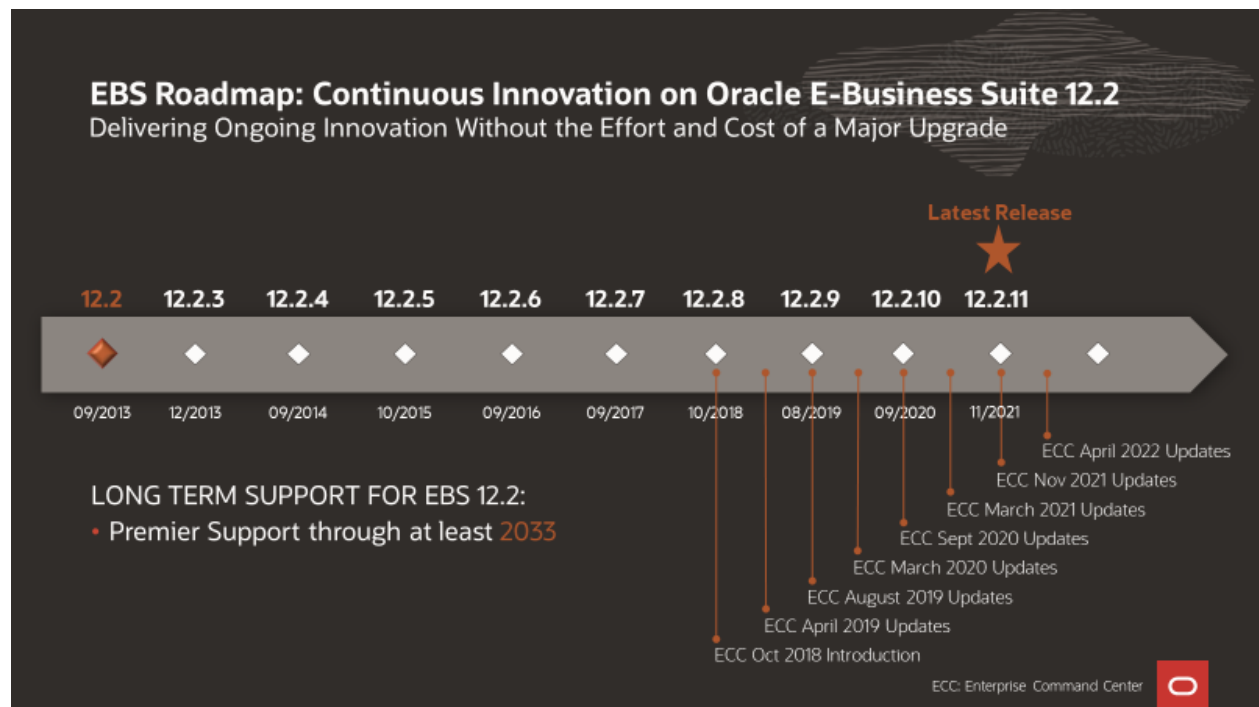 EBS Roadmap: Continuous Innovation on Oracle E-Business Suite 12.2
Delivering Ongoing Innovation Without the Effort and Cost of a Major Upgrade
Latest Release
12.2 12.2.3 12.2.4 12.2.5 12.2.6 12.2.7 12.2.8 12.2.9 12.2.10 12.2.11
09/2013 12/2013 09/2014 10/2015 09/2016 09/2017 10/2018 08/2019 09/2020 11/2021
ECC April 2022 Updates
ECC Nov 2021 Updates
ECC March 2021 Updates
ECC Sept 2020 Updates
ECC March 2020 Updates
ECC August 2019 Updates
ECC April 2019 Updates
ECC Oct 2018 Introduction
LONG TERM SUPPORT FOR EBS 12.2:
• Premier Support through at least 2033
ECC: Enterprise Command Center